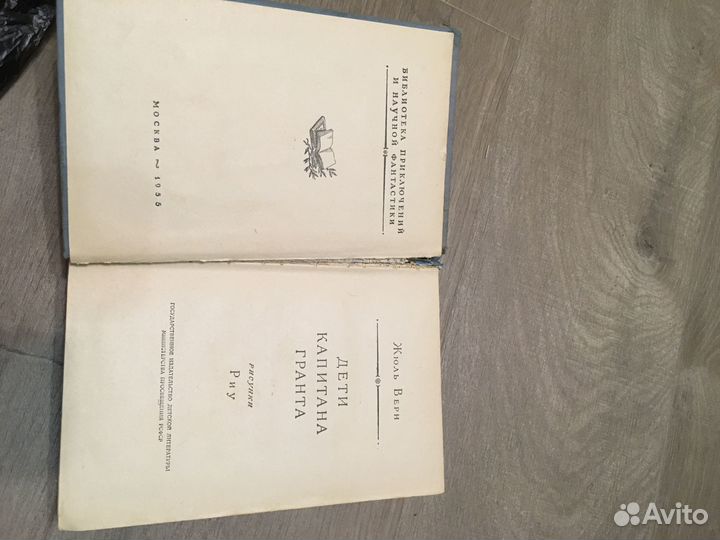 БИБЛИОТЕКА ПРИКЛЮЧЕНИЙ
И НАУЧНОЙ ФАНТАСТИКИ
МОСКВА ~ 1955
ЖЮЛЬ ВЕРН
ДЕТИ
КАПИТАНА
ГРАНТА
РИСУНКИ
РИУ
ГОСУДАРСТВЕННОЕ ИЗДАТЕЛЬСТВО ДЕТСКОЙ ЛИТЕРАТУРЫ
МИНИСТЕРСТВА ПРОСВЕЩЕНИЯ РСФСР
Avito